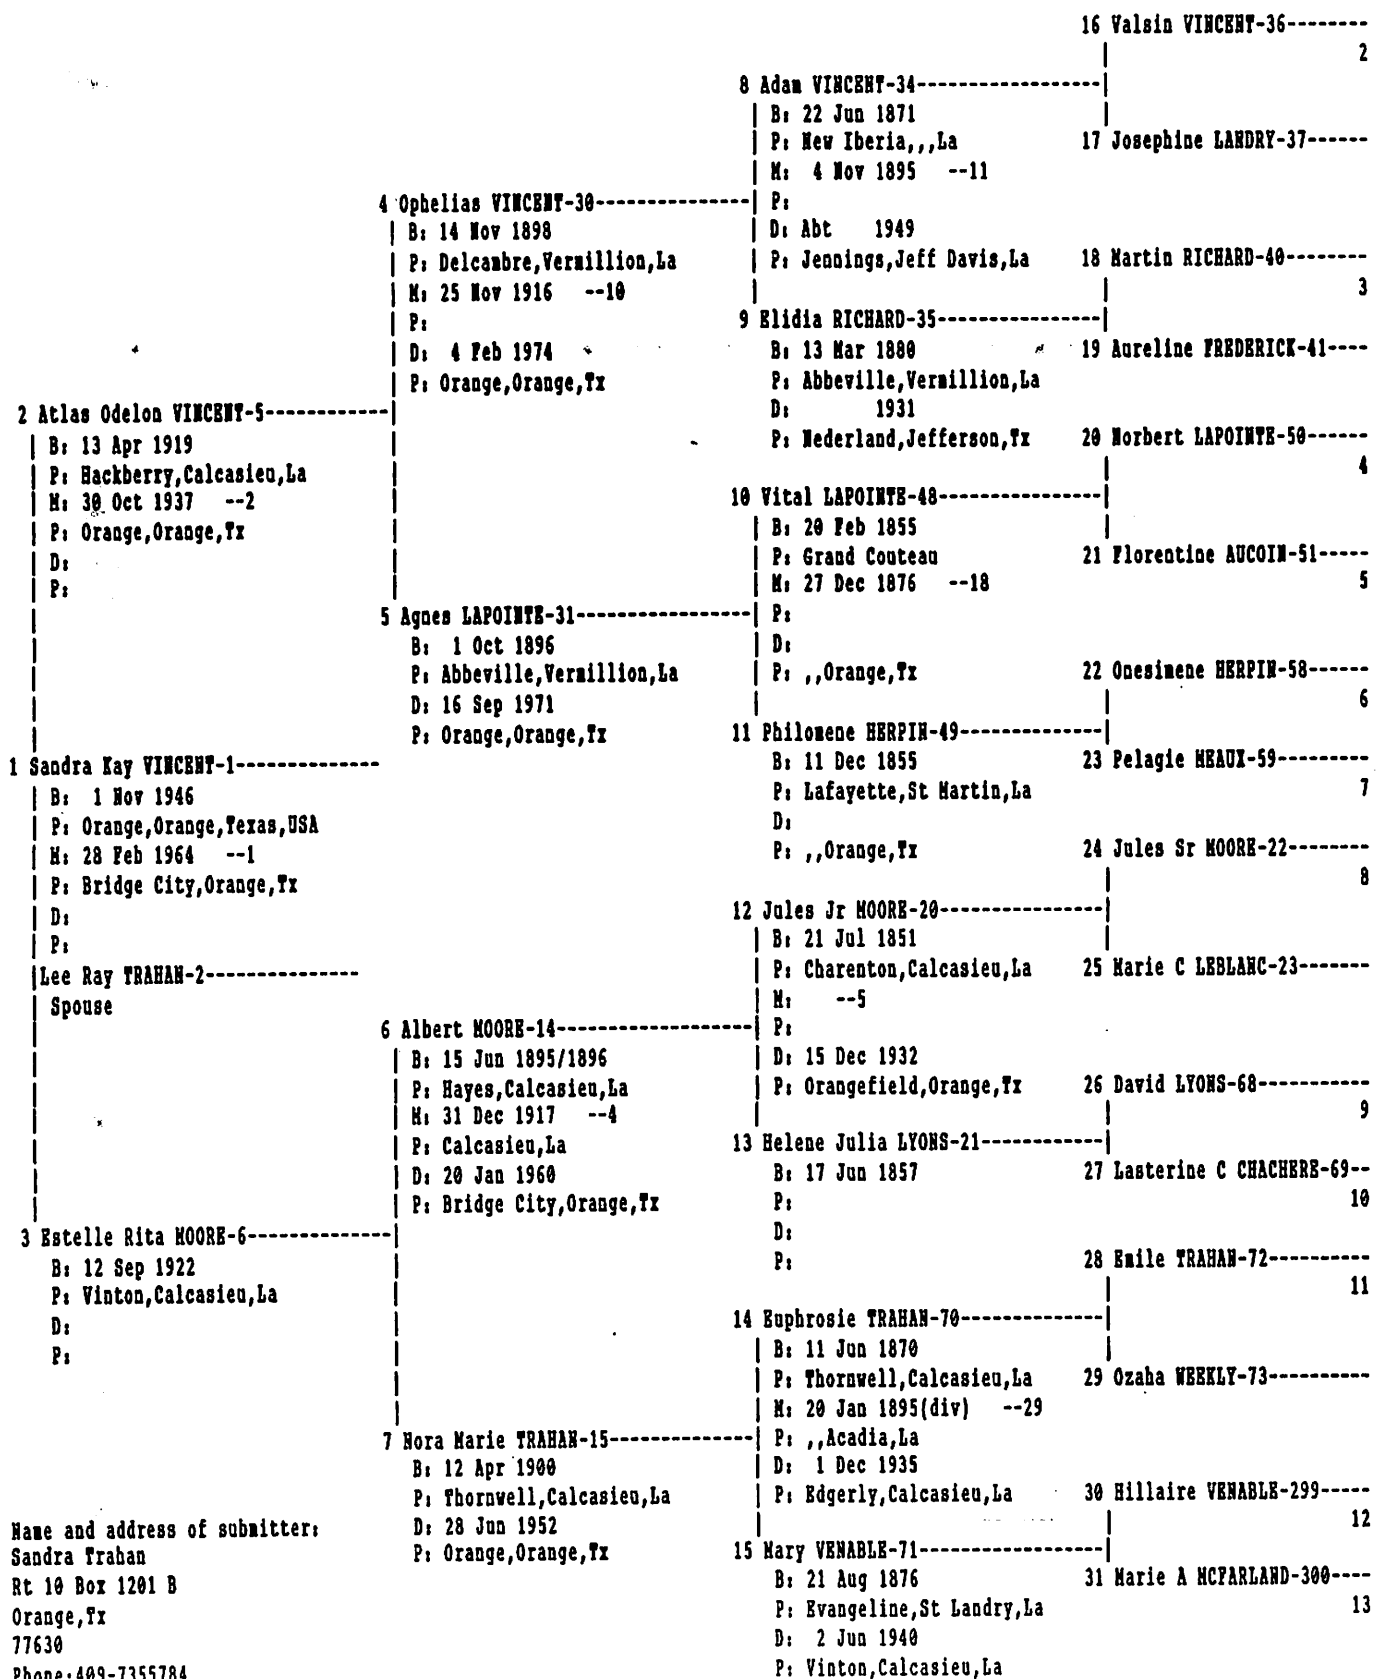 16 Valsin VINCENT-36--------
2
8 Adam VINCENT-34------------------
B: 22 Jun 1871
P: New Iberia,,,La
17 Josephine LANDRY-37------
M: 4 Nov 1895 --11
4 Ophelias VINCENT-30---------------
P:
B: 14 Nov 1898
D: Abt 1949
P: Delcambre,Vermillion,La
P: Jennings,Jeff Davis,La
18 Martin RICHARD-40--------
M: 25 Nov 1916 --10
3
P:
9 Elidia RICHARD-35----------------
D: 4 Feb 1974
B: 13 Mar 1880
19 Aureline FREDERICK-41----
P: Orange,Orange,Tx
P: Abbeville,Vermillion,La
2 Atlas Odelon VINCENT-5------------
D: 1931
B: 13 Apr 1919
P: Nederland,Jefferson,Tx
20 Norbert LAPOINTE-50------
P: Hackberry,Calcasieu,La
4
M: 30 Oct 1937 --2
10 Vital LAPOINTE-48----------------
P: Orange,Orange,Tx
B: 20 Feb 1855
D:
P: Grand Couteau
21 Florentine AUCOIN-51-----
P:
M: 27 Dec 1876 --18
5
5 Agnes LAPOINTE-31-----------------
P:
B: 1 Oct 1896
D:
P: Abbeville,Vermillion,La
P: ,,Orange,Tx
22 Onesimene HERPIN-58------
D: 16 Sep 1971
6
P: Orange,Orange,Tx
11 Philomene HERPIN-49--------------
1 Sandra Kay VINCENT-1--------------
B: 11 Dec 1855
23 Pelagie MEAUX-59---------
B: 1 Nov 1946
P: Lafayette,St Martin,La
7
P: Orange,Orange,Texas,USA
D:
M: 28 Feb 1964 --1
P: ,,Orange,Tx
24 Jules Sr MOORE-22--------
P: Bridge City,Orange,Tx
8
D:
12 Jules Jr MOORE-20----------------
P:
B: 21 Jul 1851
Lee Ray TRAHAN-2---------------
P: Charenton,Calcasieu,La
25 Marie C LEBLANC-23-------
Spouse
M: --5
6 Albert MOORE-14-------------------
P:
B: 15 Jun 1895/1896
D: 15 Dec 1932
P: Hayes,Calcasieu,La
P: Orangefield,Orange,Tx
26 David LYONS-68-----------
M: 31 Dec 1917 --4
9
P: Calcasieu,La
13 Helene Julia LYONS-21------------
D: 20 Jan 1960
B: 17 Jun 1857
27 Lasterine C CHACHERE-69--
P: Bridge City,Orange,Tx
P:
10
3 Estelle Rita MOORE-6--------------
D:
B: 12 Sep 1922
P:
28 Emile TRAHAN-72----------
P: Vinton,Calcasieu,La
11
D:
14 Euphrosie TRAHAN-70--------------
P:
B: 11 Jun 1870
P: Thornwell,Calcasieu,La
29 Ozaha WEEKLY-73----------
M: 20 Jan 1895(div) --29
7 Nora Marie TRAHAN-15--------------
P: ,,Acadia,La
B: 12 Apr 1900
D: 1 Dec 1935
P: Thornwell,Calcasieu,La
P: Edgerly,Calcasieu,La
30 Hillaire VENABLE-299-----
Name and address of submitter:
D: 28 Jun 1952
12
Sandra Trahan
P: Orange,Orange,Tx
15 Mary VENABLE-71------------------
Rt 10 Box 1201 B
B: 21 Aug 1876
31 Marie A MCFARLAND-300----
Orange,Tx
P: Evangeline,St Landry,La
13
77630
D: 2 Jun 1940
Phone:409-7355784
P: Vinton,Calcasieu,La